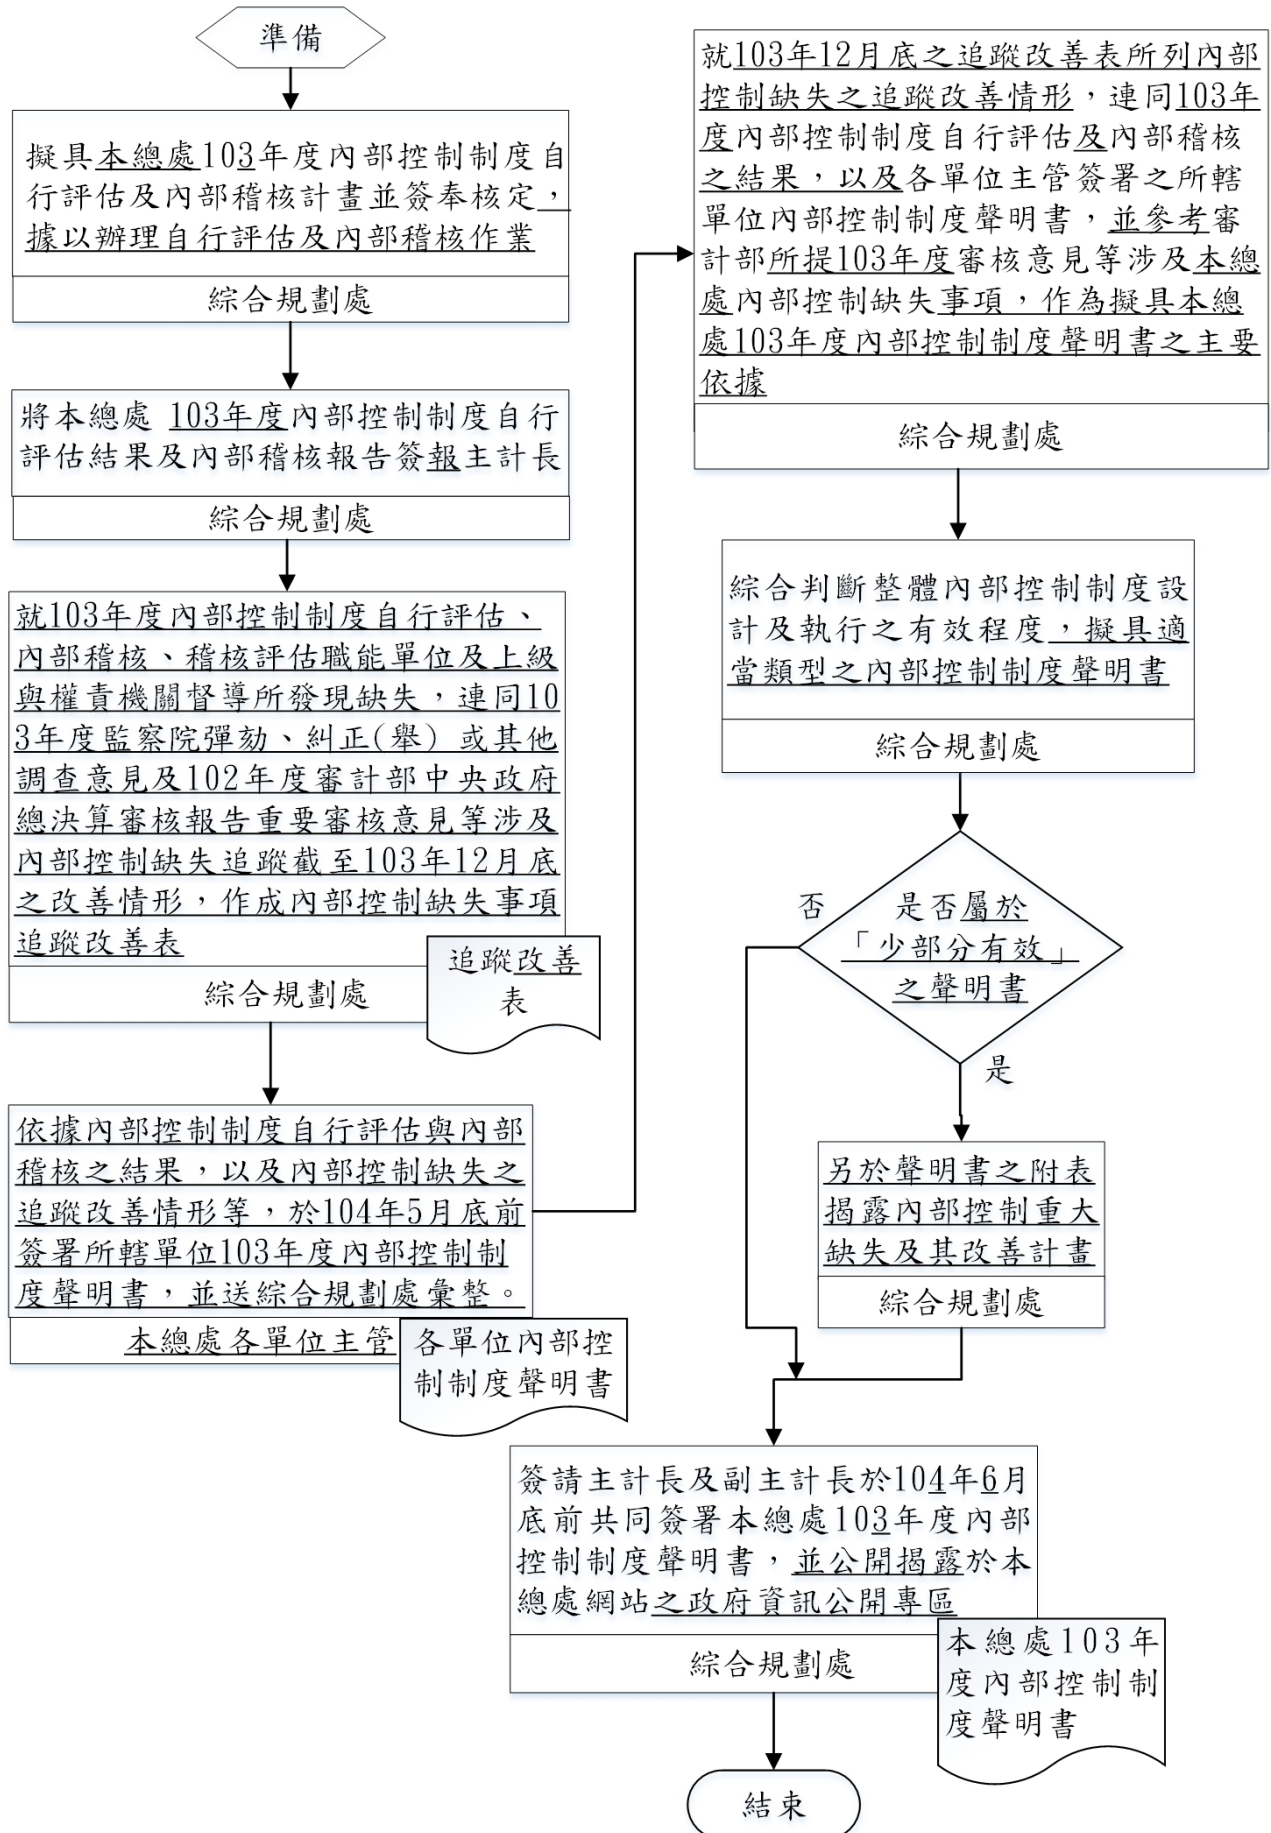 準備
擬具本總處103年度內部控制制度自
行評估及內部稽核計畫並簽奉核定，
據以辦理自行評估及內部稽核作業
綜合規劃處
將本總處 103年度內部控制制度自行
評估結果及內部稽核報告簽報主計長
綜合規劃處
就103年度內部控制制度自行評估、
內部稽核、稽核評估職能單位及上級
與權責機關督導所發現缺失，連同10
3年度監察院彈劾、糾正(舉) 或其他
調查意見及102年度審計部中央政府
總決算審核報告重要審核意見等涉及
內部控制缺失追蹤截至103年12月底
之改善情形，作成內部控制缺失事項
追蹤改善表
綜合規劃處
追蹤改善
表
依據內部控制制度自行評估與內部
稽核之結果，以及內部控制缺失之
追蹤改善情形等，於104年5月底前
簽署所轄單位103年度內部控制制
度聲明書，並送綜合規劃處彙整。
本總處各單位主管
各單位內部控
制制度聲明書
就103年12月底之追蹤改善表所列內部
控制缺失之追蹤改善情形，連同103年
度內部控制制度自行評估及內部稽核
之結果，以及各單位主管簽署之所轄
單位內部控制制度聲明書，並參考審
計部所提103年度審核意見等涉及本總
處內部控制缺失事項，作為擬具本總
處103年度內部控制制度聲明書之主要
依據
綜合規劃處
綜合判斷整體內部控制制度設
計及執行之有效程度，擬具適
當類型之內部控制制度聲明書
綜合規劃處
否
是否屬於
「少部分有效」
之聲明書
是
另於聲明書之附表
揭露內部控制重大
缺失及其改善計畫
綜合規劃處
簽請主計長及副主計長於104年6月
底前共同簽署本總處103年度內部
控制制度聲明書，並公開揭露於本
總處網站之政府資訊公開專區
綜合規劃處
本總處103年
度內部控制制
度聲明書
結束